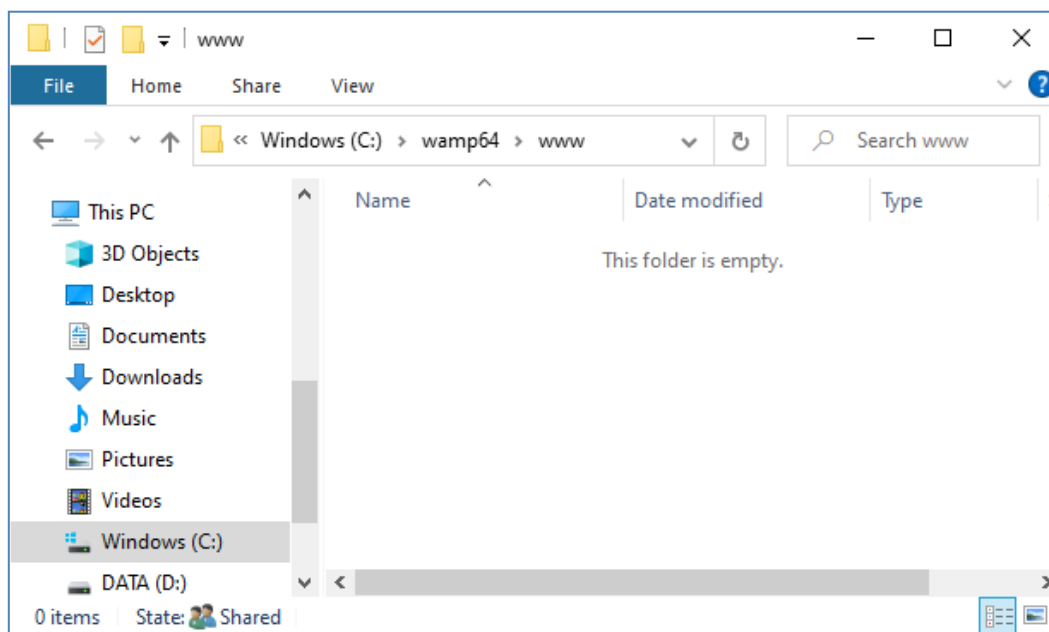 www
File Home Share View ?
« Windows (C:) > wamp64 > www Search www
Name Date modified Type
This folder is empty.
This PC
3D Objects
Desktop
Documents
Downloads
Music
Pictures
Videos
Windows (C:)
DATA (D:)
0 items State: Shared